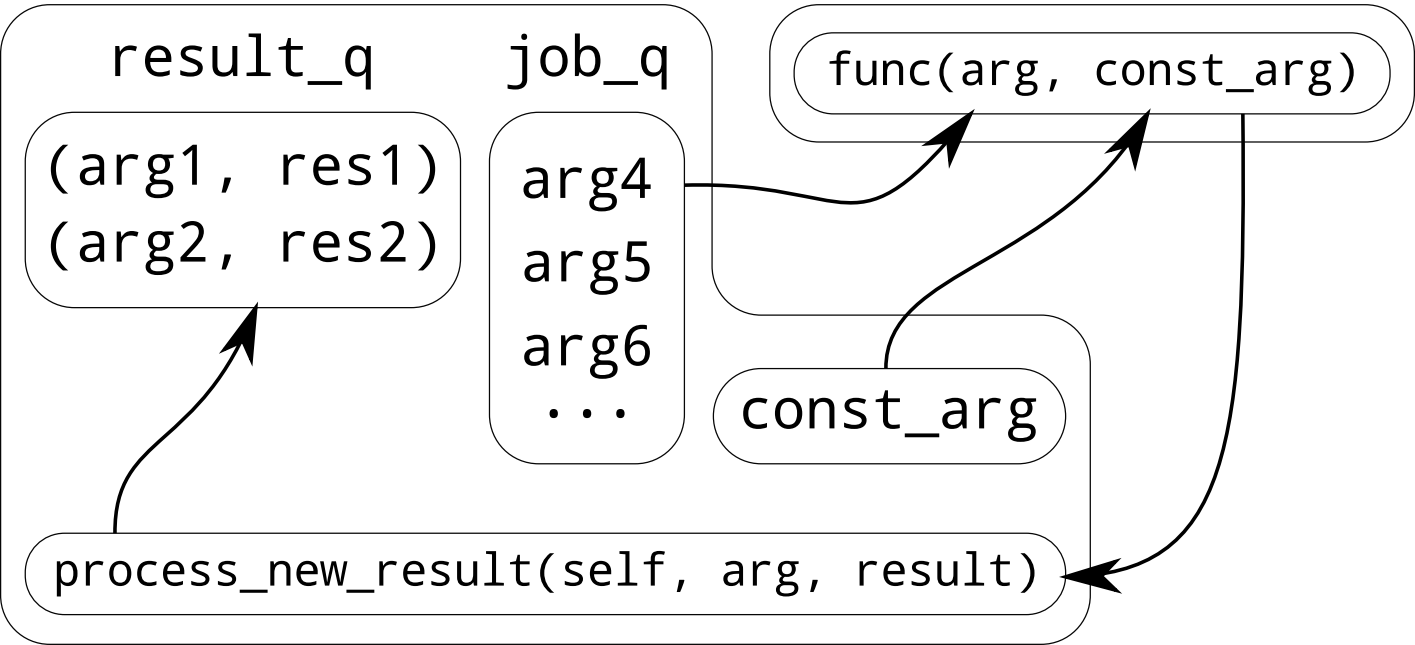 result_q
job_q
func(arg, const_arg)
(arg1, res1)
(arg2, res2)
arg4
arg5
arg6
...
const_arg
process_new_result(self, arg, result)